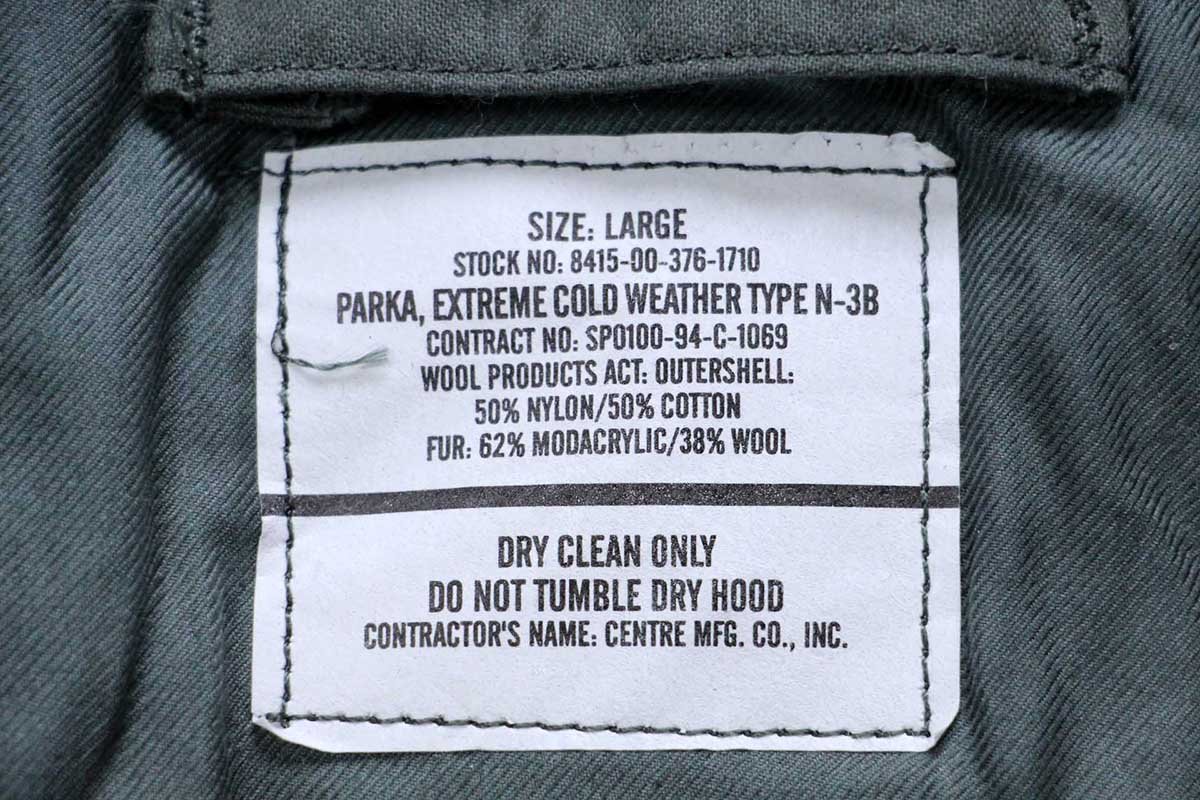 SIZE: LARGE
STOCK NO: 8415-00-376-1710
PARKA, EXTREME COLD WEATHER TYPE N-3B
CONTRACT NO: SPO100-94-C-1069
WOOL PRODUCTS ACT: OUTERSHELL:
50% NYLON/50% COTTON
FUR: 62% MODACRYLIC/38% WOOL
DRY CLEAN ONLY
DO NOT TUMBLE DRY HOOD
CONTRACTOR'S NAME: CENTRE MFG. CO., INC.